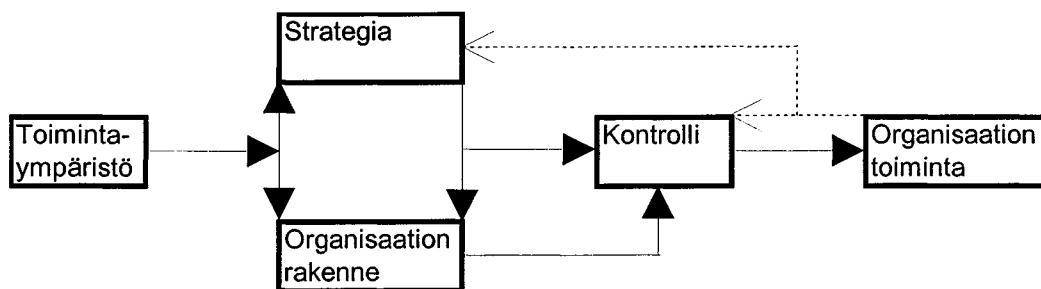 Strategia
Toiminta-
ympäristö
Kontrolli
Organisaation
toiminta
Organisaation
rakenne